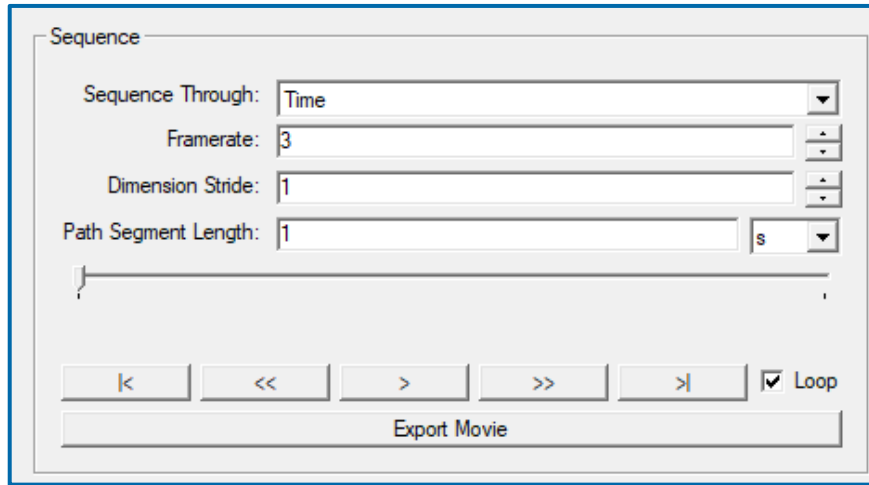 Sequence
Sequence Through: Time
Framerate: 3
Dimension Stride: 1
Path Segment Length: 1 s
|< << > >> >| Loop
Export Movie